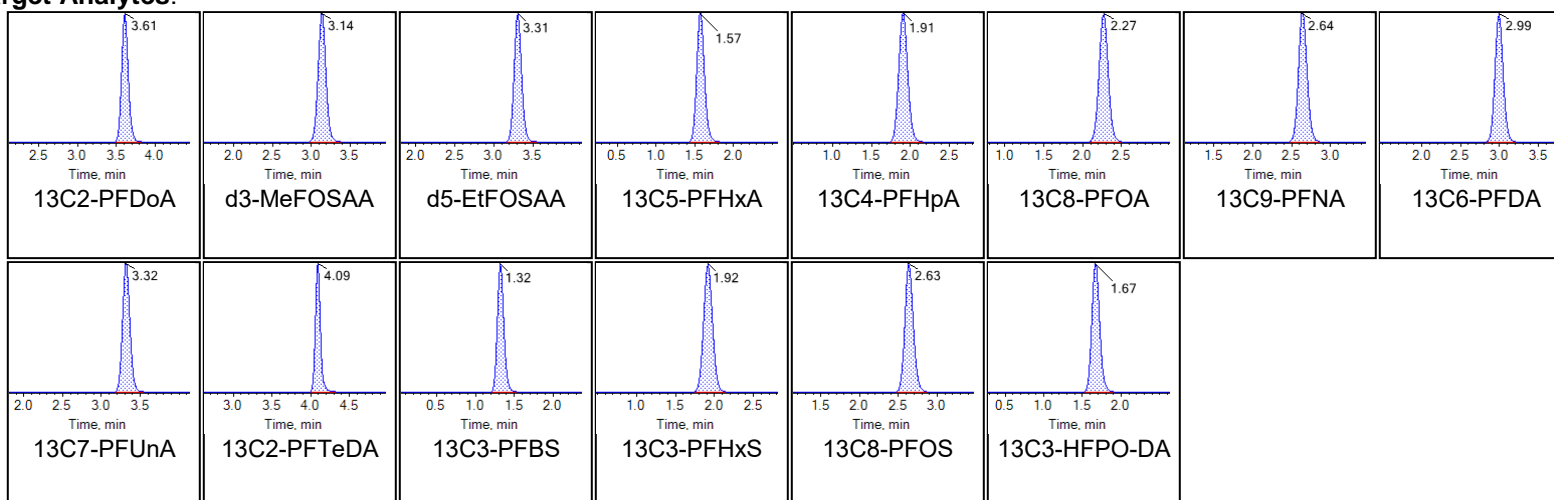 3.61 3.14 3.31 1.57 1.91 2.27 2.64 2.99
2.5 3.0 3.5 4.0 2.0 2.5 3.0 3.5 2.0 2.5 3.0 3.5 0.5 1.0 1.5 2.0 1.0 1.5 2.0 2.5 1.0 1.5 2.0 2.5 1.5 2.0 2.5 3.0 2.0 2.5 3.0 3.5
Time, min Time, min Time, min Time, min Time, min Time, min Time, min Time, min
13C2-PFDoA d3-MeFOSAA d5-EtFOSAA 13C5-PFHxA 13C4-PFHpA 13C8-PFOA 13C9-PFNA 13C6-PFDA
3.32 4.09 1.32 1.92 2.63 1.67
2.0 2.5 3.0 3.5 3.0 3.5 4.0 4.5 0.5 1.0 1.5 2.0 1.0 1.5 2.0 2.5 1.5 2.0 2.5 3.0 0.5 1.0 1.5 2.0
Time, min Time, min Time, min Time, min Time, min Time, min
13C7-PFUnA 13C2-PFTeDA 13C3-PFBS 13C3-PFHxS 13C8-PFOS 13C3-HFPO-DA